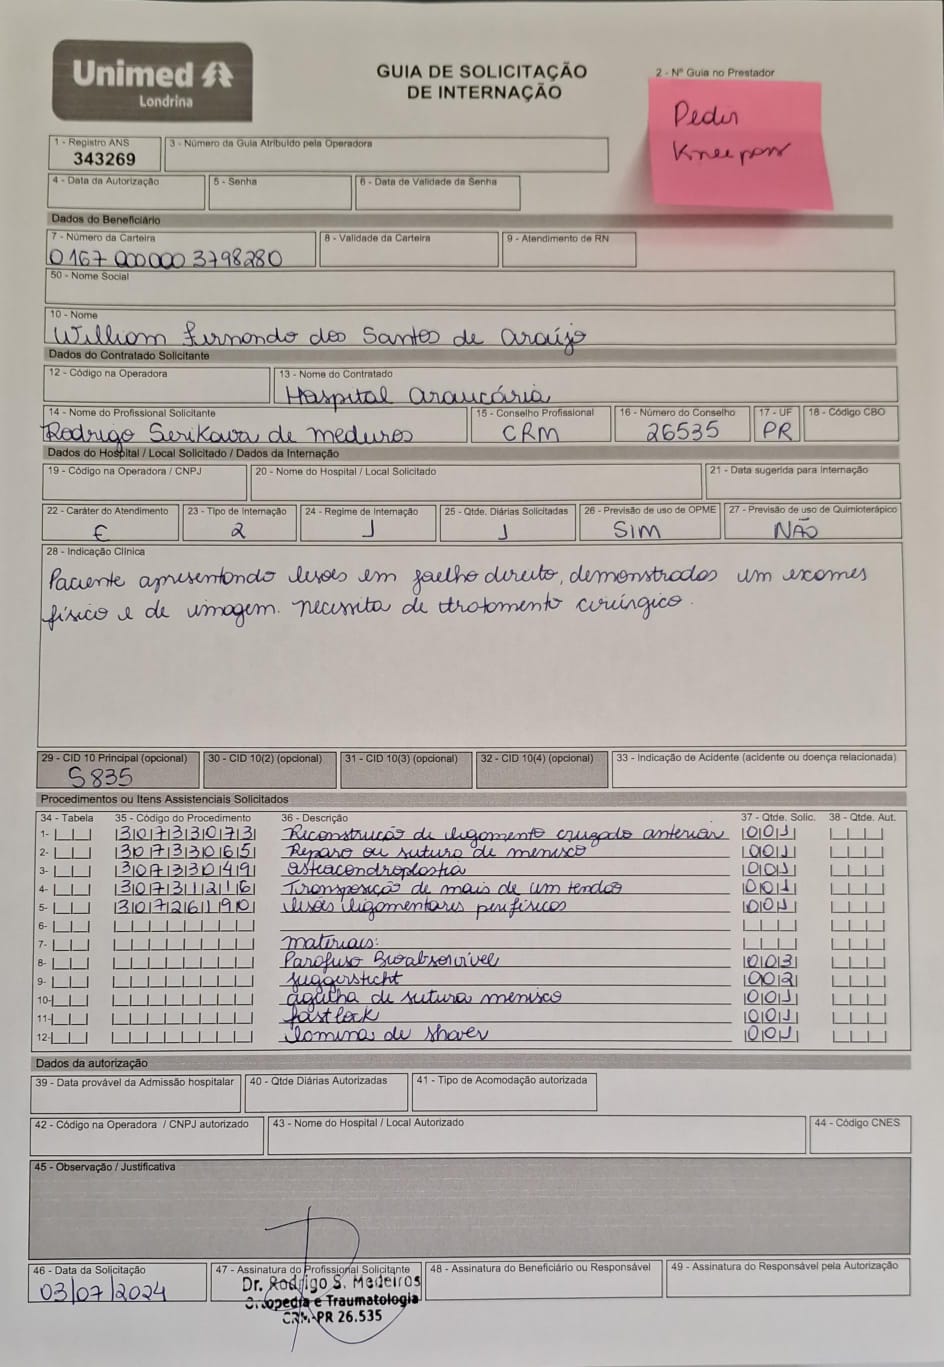 Unimed
Londrina
GUIA DE SOLICITAÇÃO
DE INTERNAÇÃO
2 - Nº Guia no Prestador
Pedir
Kneepass
1 - Registro ANS
343269
3 - Número da Guia Atribuído pela Operadora
4 - Data da Autorização
5 - Senha
6 - Data de Validade da Senha
Dados do Beneficiário
7 - Número da Carteira
0167 000000 3798280
8 - Validade da Carteira
9 - Atendimento de RN
50 - Nome Social
10 - Nome
William Fernando dos Santos de Araújo
Dados do Contratado Solicitante
12 - Código na Operadora
13 - Nome do Contratado
Hospital Araucária
14 - Nome do Profissional Solicitante
Rodrigo Serikawa de Medeiros
15 - Conselho Profissional
CRM
16 - Número do Conselho
26535
17 - UF
PR
18 - Código CBO
Dados do Hospital / Local Solicitado / Dados da Internação
19 - Código na Operadora / CNPJ
20 - Nome do Hospital / Local Solicitado
21 - Data sugerida para internação
22 - Caráter do Atendimento
E
23 - Tipo de Internação
2
24 - Regime de Internação
1
25 - Qtde. Diárias Solicitadas
1
26 - Previsão de uso de OPME
SIM
27 - Previsão de uso de Quimioterápico
NÃO
28 - Indicação Clínica
Paciente apresentando lesões em joelho direito, demonstradas em exames
físico e de imagem. necessita de tratamento cirúrgico.
29 - CID 10 Principal (opcional)
S835
30 - CID 10(2) (opcional)
31 - CID 10(3) (opcional)
32 - CID 10(4) (opcional)
33 - Indicação de Acidente (acidente ou doença relacionada)
Procedimentos ou Itens Assistenciais Solicitados
34 - Tabela 35 - Código do Procedimento 36 - Descrição 37 - Qtde. Solic. 38 - Qtde. Aut.
1- 30733073 Reconstrução de ligamento cruzado anterior 001
2- 30733065 Reparo ou sutura de menisco 001
3- 30733049 osteocondroplastia 001
4- 30731216 Transposição de mais de um tendão 001
5- 30726190 lesões ligamentares periféricas 001
6-
7- materiais:
8- Parafuso Bioabsorvível 003
9- juggersticht 002
10- agulha de sutura menisco 001
11- fastlock 001
12- lamina de shaver 001
Dados da autorização
39 - Data provável da Admissão hospitalar
40 - Qtde Diárias Autorizadas
41 - Tipo de Acomodação autorizada
42 - Código na Operadora / CNPJ autorizado
43 - Nome do Hospital / Local Autorizado
44 - Código CNES
45 - Observação / Justificativa
46 - Data da Solicitação
03/07/2024
47 - Assinatura do Profissional Solicitante
Dr. Rodrigo S. Medeiros
Ortopedia e Traumatologia
CRM-PR 26.535
48 - Assinatura do Beneficiário ou Responsável
49 - Assinatura do Responsável pela Autorização